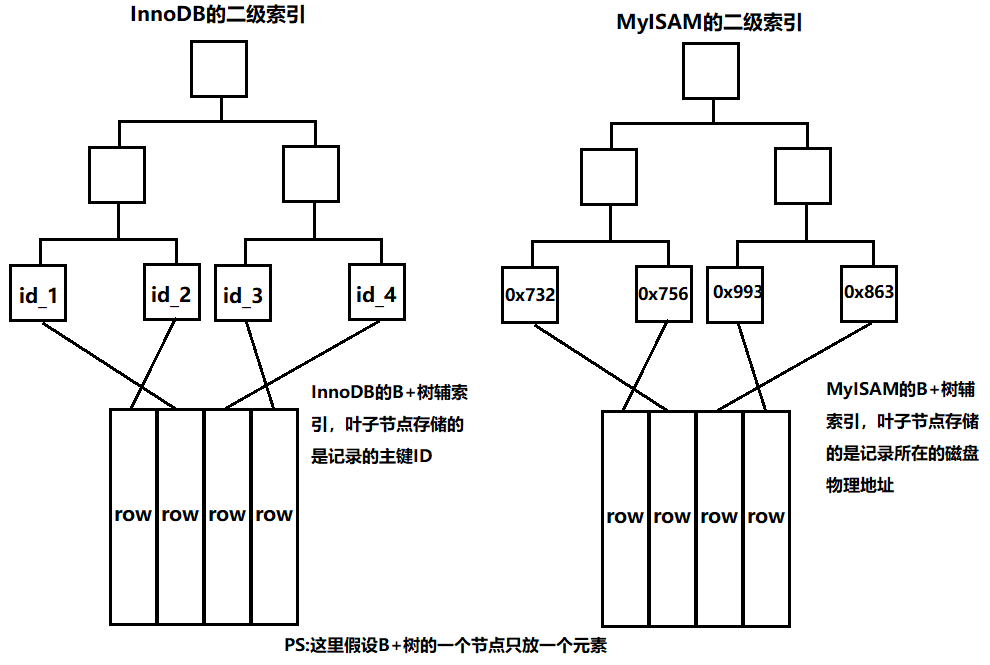 InnoDB的二级索引
MyISAM的二级索引
id_1
id_2
id_3
id_4
0x732
0x756
0x993
0x863
InnoDB的B+树辅索
引，叶子节点存储的
是记录的主键ID
MyISAM的B+树辅
索引，叶子节点存储
的是记录所在的磁盘
物理地址
row
row
row
row
row
row
row
row
PS:这里假设B+树的一个节点只放一个元素